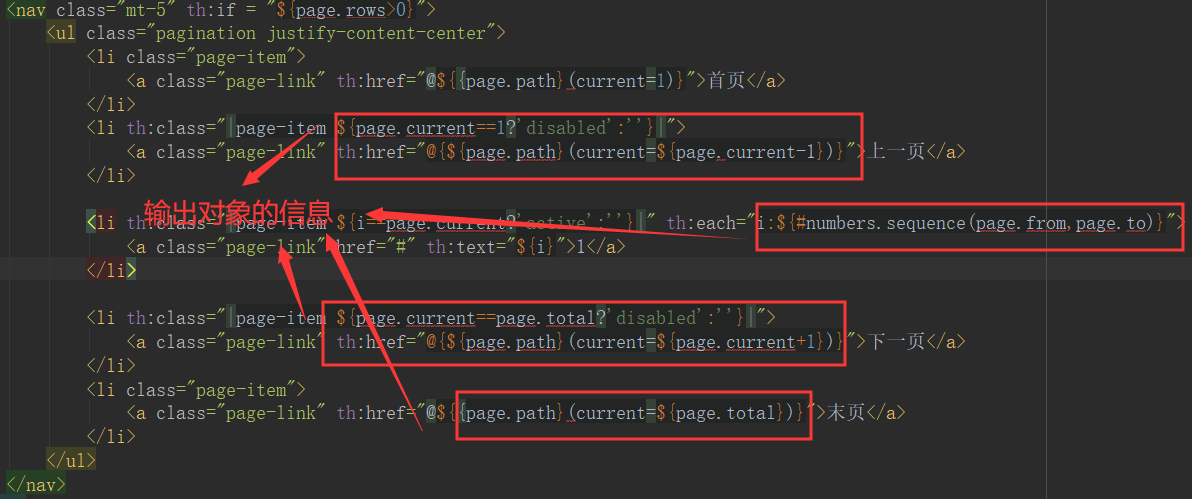 <nav class="mt-5" th:if = "${page.rows>0}">
<ul class="pagination justify-content-center">
<li class="page-item">
<a class="page-link" th:href="@${{page.path}(current=1)}">首页</a>
</li>
<li th:class="|page-item ${page.current==1?'disabled':''}|">
<a class="page-link" th:href="@{${page.path}(current=${page.current-1})}">上一页</a>
</li>
输出对象的信息
<li th:class="|page-item ${i==page.current?'active':''}|" th:each="i:${#numbers.sequence(page.from,page.to)}">
<a class="page-link" href="#" th:text="${i}">1</a>
</li>
<li th:class="|page-item ${page.current==page.total?'disabled':''}|">
<a class="page-link" th:href="@{${page.path}(current=${page.current+1})}">下一页</a>
</li>
<li class="page-item">
<a class="page-link" th:href="@${{page.path}(current=${page.total})}">末页</a>
</li>
</ul>
</nav>